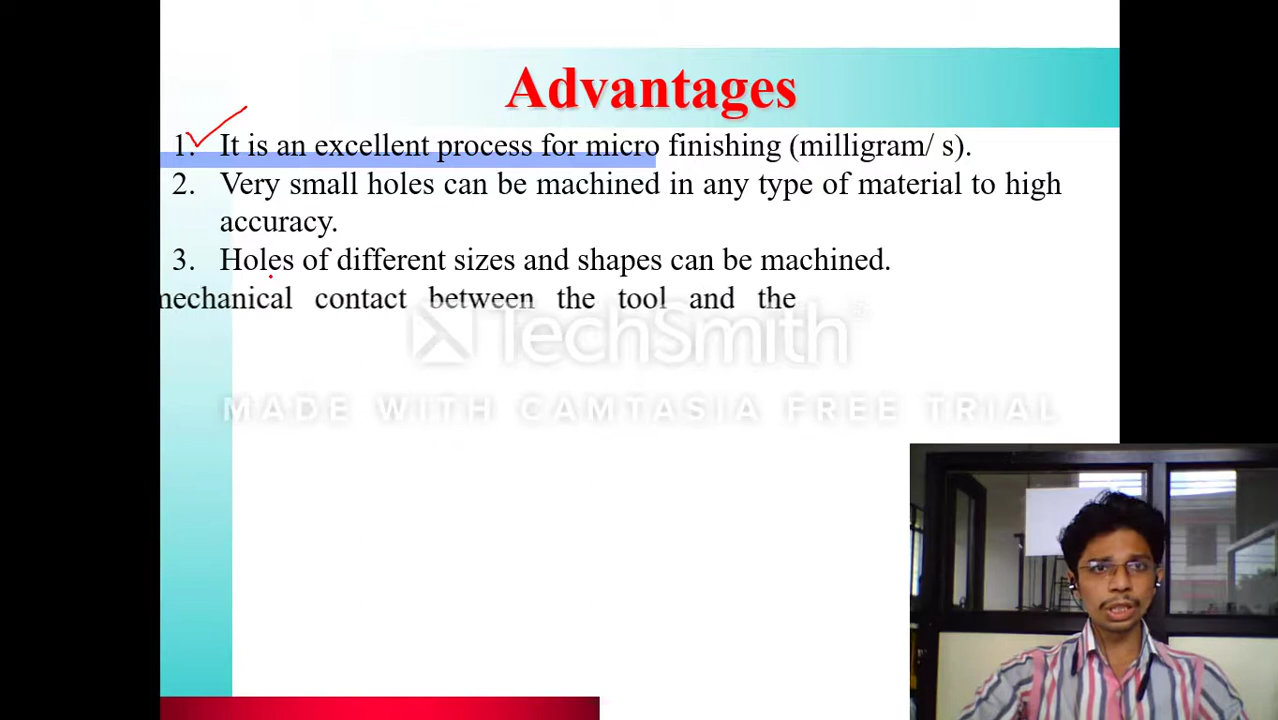 Advantages
1. It is an excellent process for micro finishing (milligram/ s).
2. Very small holes can be machined in any type of material to high
accuracy.
3. Holes of different sizes and shapes can be machined.
mechanical contact between the tool and the
TechSmith
MADE WITH CAMTASIA FREE TRIAL